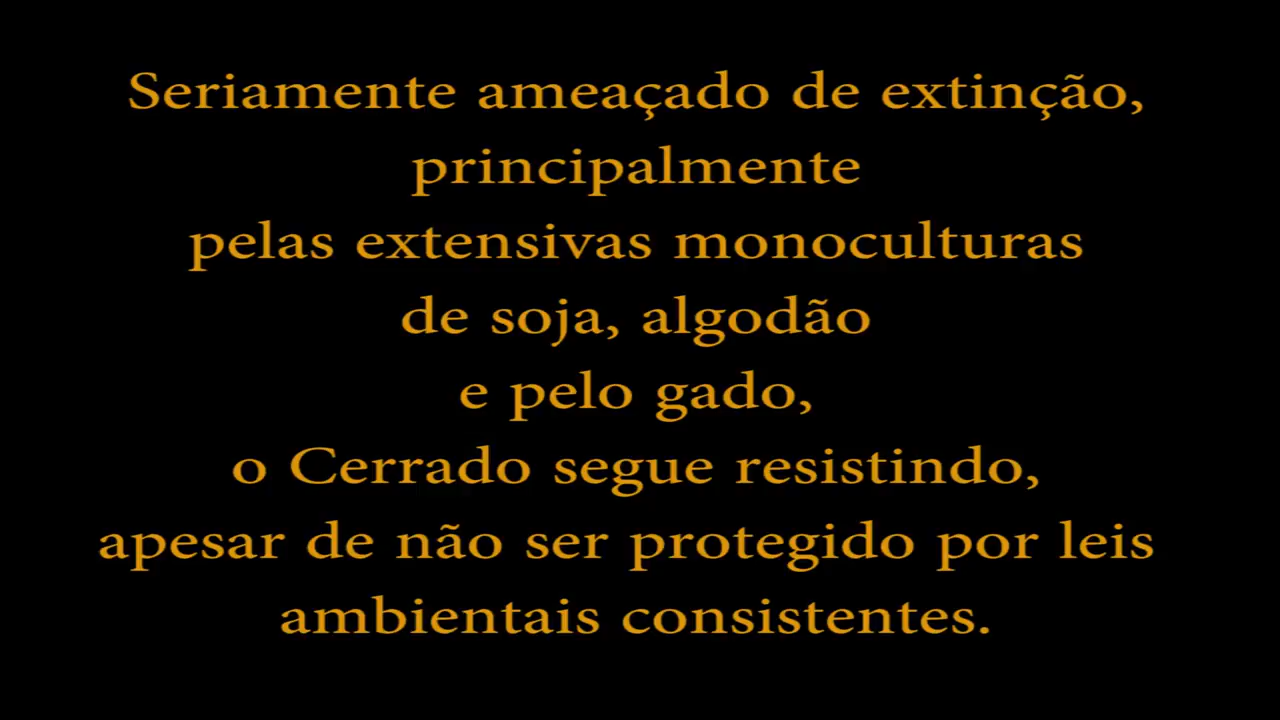 Seriamente ameaçado de extinção,
principalmente
pelas extensivas monoculturas
de soja, algodão
e pelo gado,
o Cerrado segue resistindo,
apesar de não ser protegido por leis
ambientais consistentes.